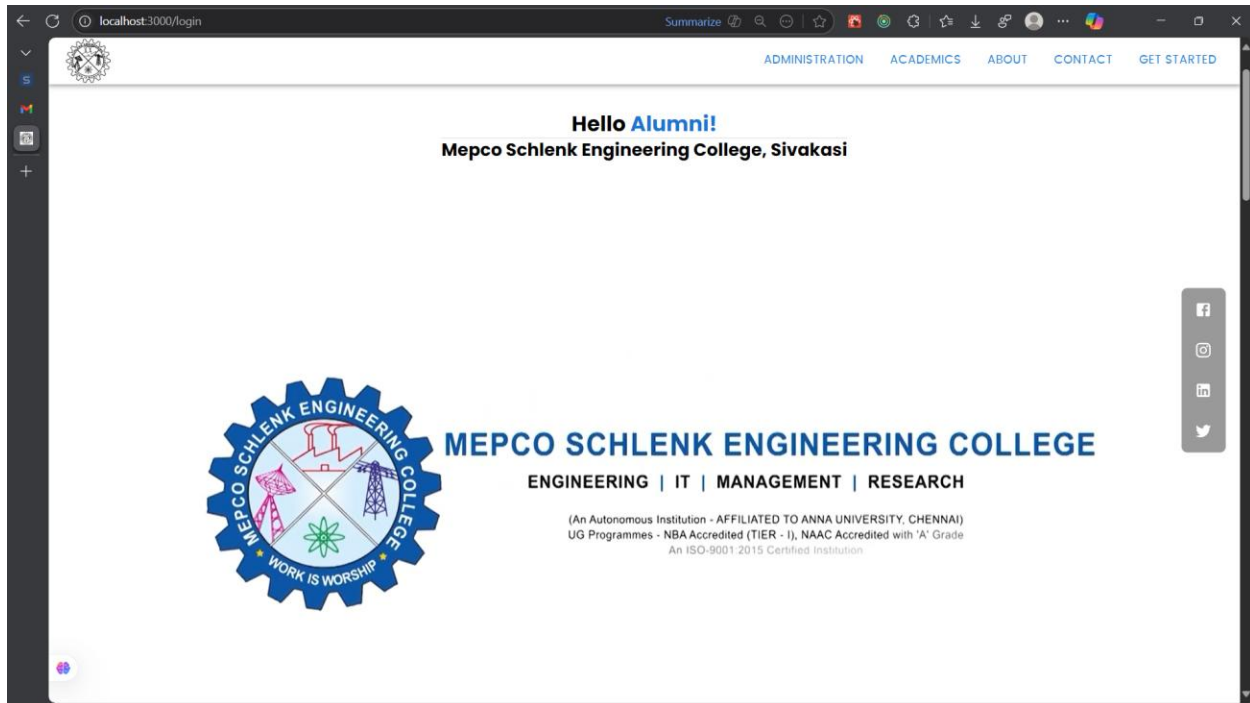 localhost:3000/login
Summarize
ADMINISTRATION ACADEMICS ABOUT CONTACT GET STARTED
Hello Alumni!
Mepco Schlenk Engineering College, Sivakasi
MEPCO SCHLENK ENGINEERING COLLEGE
WORK IS WORSHIP
MEPCO SCHLENK ENGINEERING COLLEGE
ENGINEERING | IT | MANAGEMENT | RESEARCH
(An Autonomous Institution - AFFILIATED TO ANNA UNIVERSITY, CHENNAI)
UG Programmes - NBA Accredited (TIER - I), NAAC Accredited with 'A' Grade
An ISO-9001:2015 Certified Institution